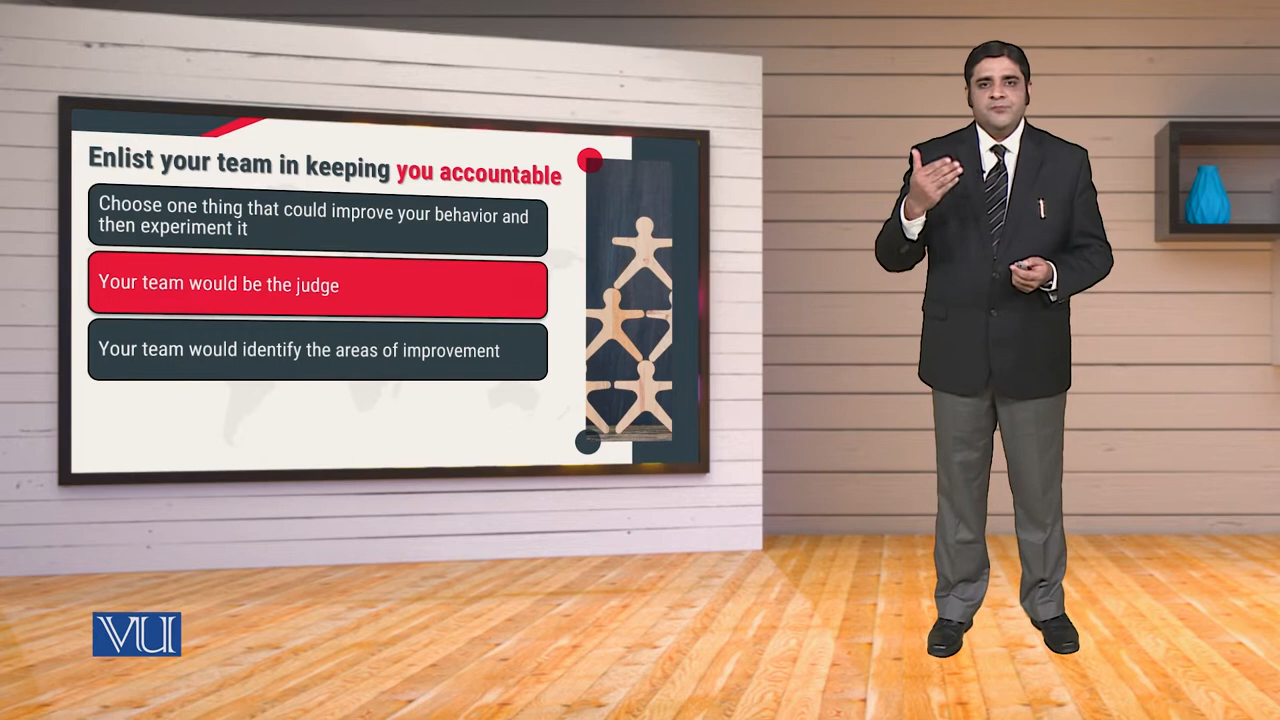 Enlist your team in keeping you accountable
Choose one thing that could improve your behavior and
then experiment it
Your team would be the judge
Your team would identify the areas of improvement
VU